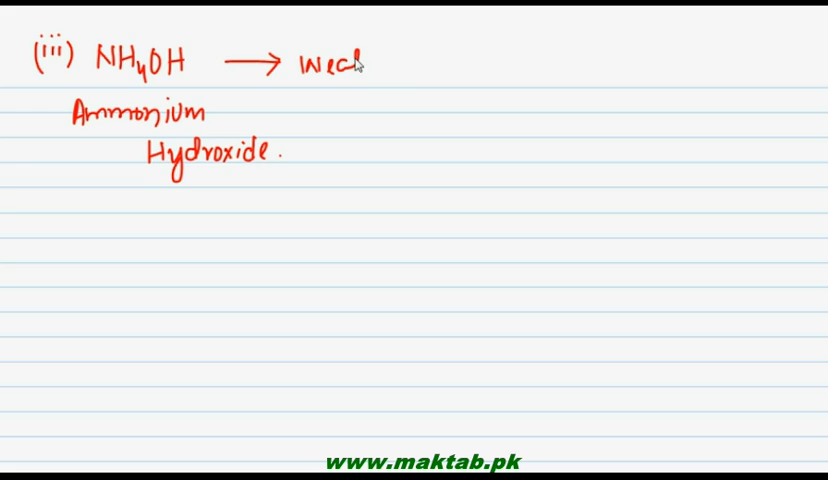 (iii) NH₄OH → Weak
Ammonium
Hydroxide.
www.maktab.pk